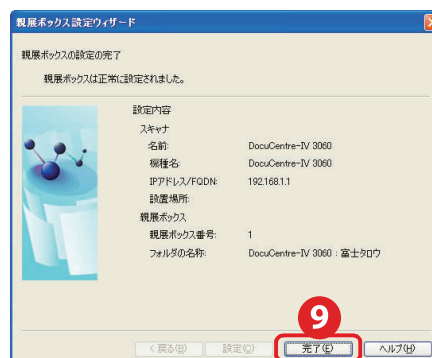 親展ボックス設定ウィザード
親展ボックスの設定の完了
親展ボックスは正常に設定されました。
設定内容
スキャナ
名前: DocuCentre-IV 3060
機種名: DocuCentre-IV 3060
IPアドレス/FQDN: 192.168.1.1
設置場所:
親展ボックス
親展ボックス番号: 1
フォルダの名称: DocuCentre-IV 3060 : 富士タロウ
9
< 戻る(B) 設定(C) 完了(E) ヘルプ(H)